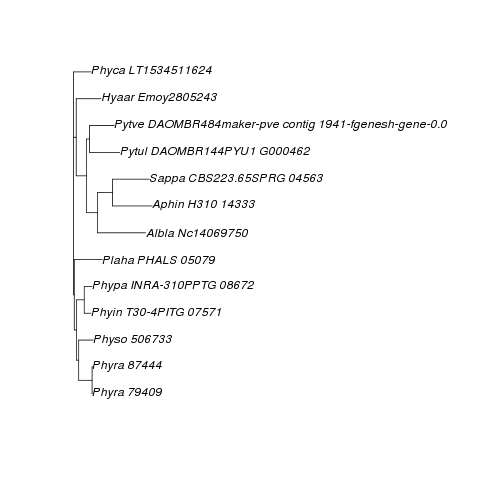 Phyca LT1534511624
Hyaar Emoy2805243
Pytve DAOMBR484maker-pve contig 1941-fgenesh-gene-0.0
Pytul DAOMBR144PYU1 G000462
Sappa CBS223.65SPRG 04563
Aphin H310 14333
Albla Nc14069750
Plaha PHALS 05079
Phypa INRA-310PPTG 08672
Phyin T30-4PITG 07571
Physo 506733
Phyra 87444
Phyra 79409